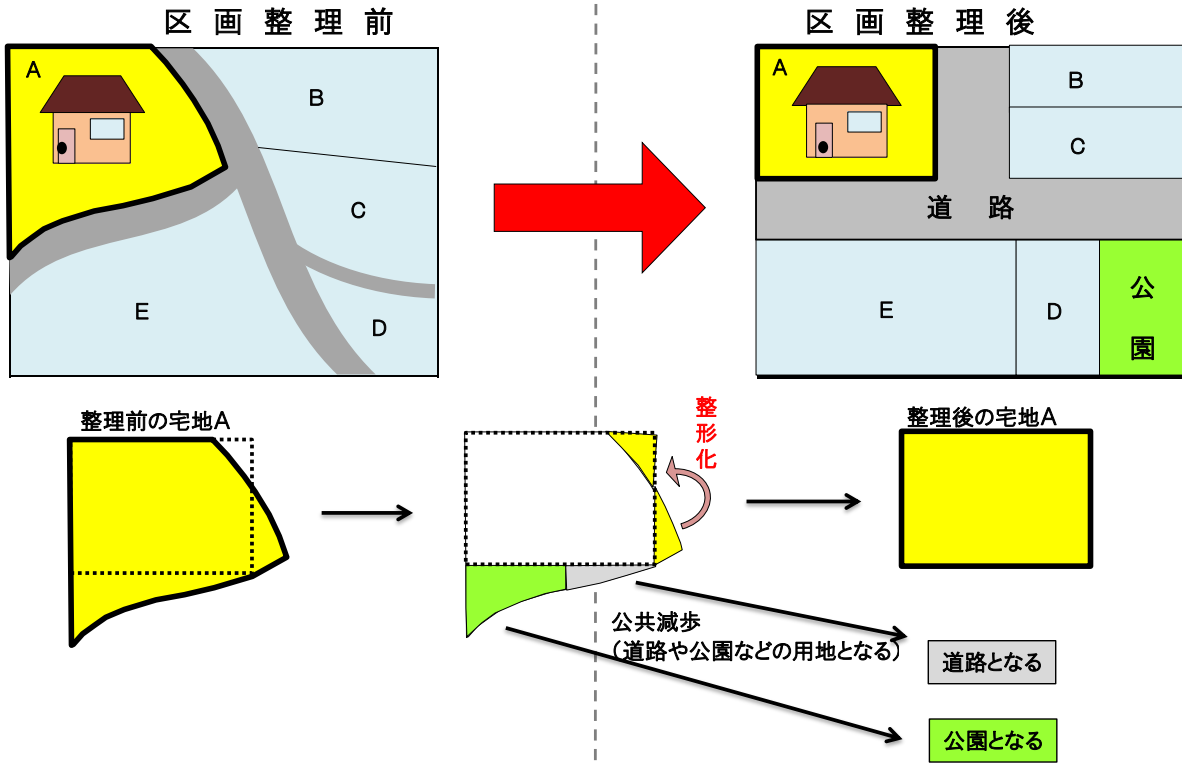 区画整理前
区画整理後
A
B
C
D
E
A
B
C
道路
E
D
公
園
整理前の宅地A
整
形
化
整理後の宅地A
公共減歩
（道路や公園などの用地となる）
道路となる
公園となる